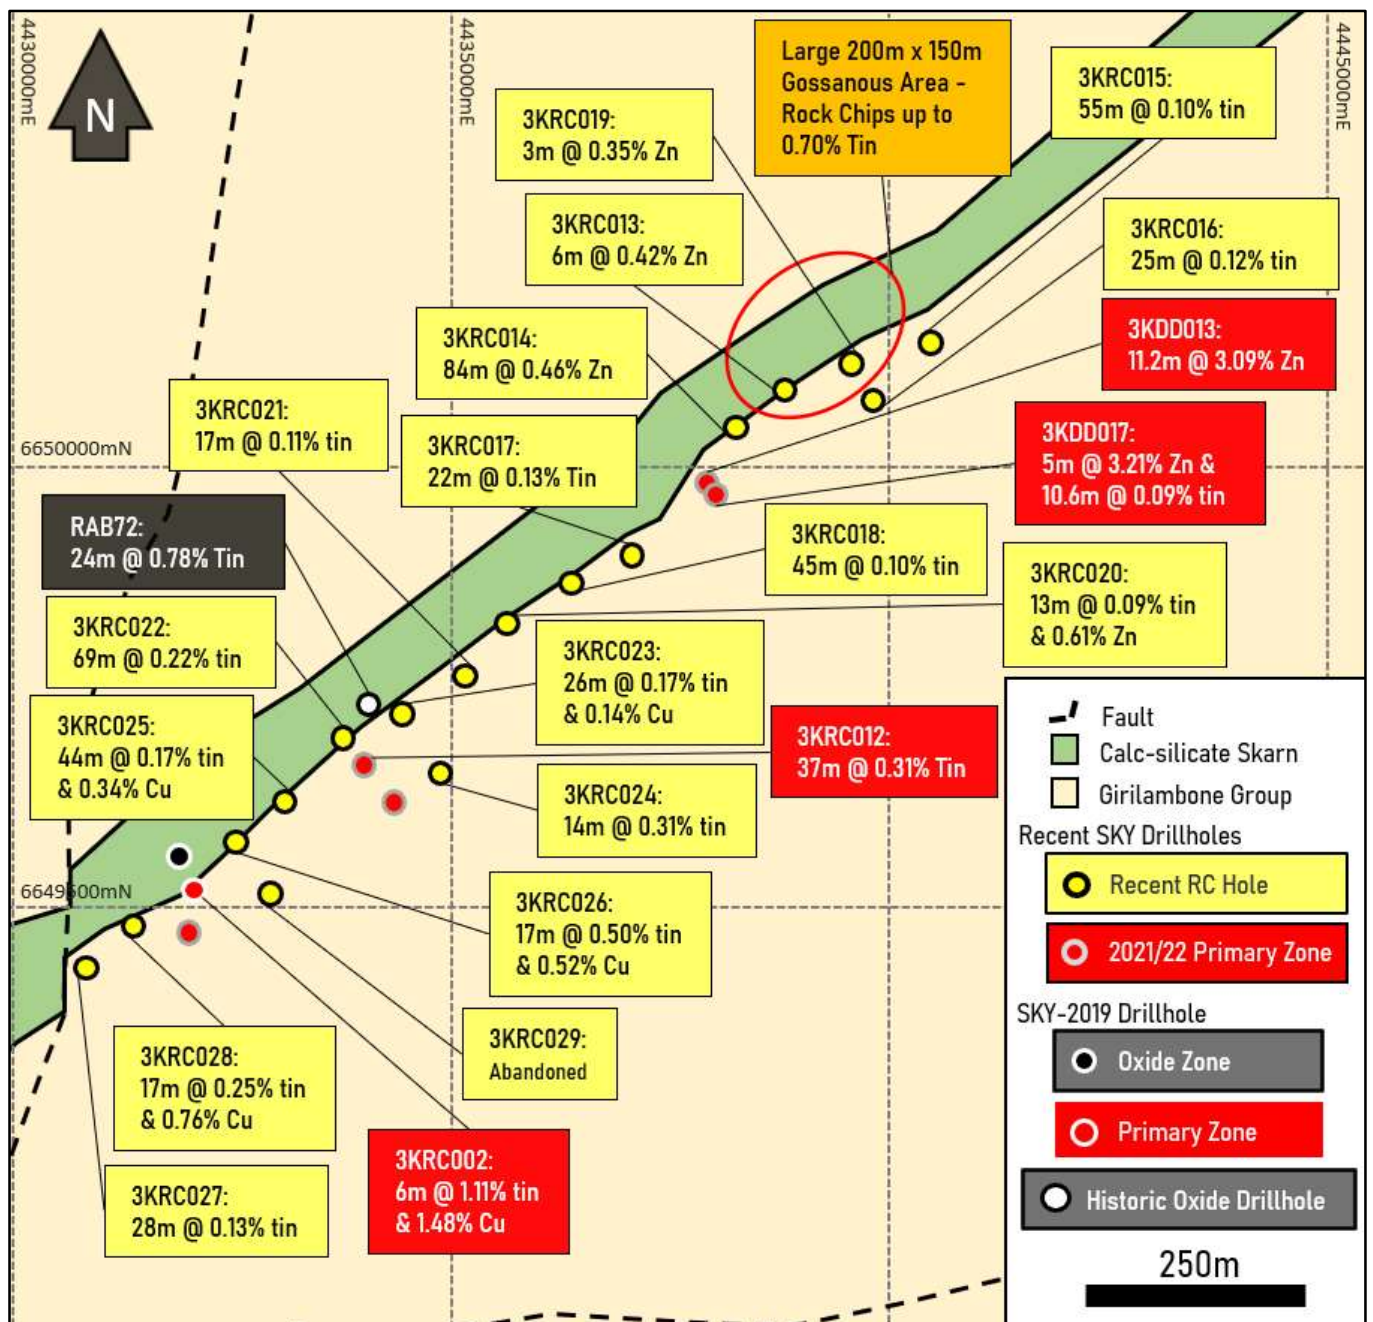 4430000mE
4435000mE
4445000mE
N
Large 200m x 150m
Gossanous Area -
Rock Chips up to
0.70% Tin
3KRC015:
55m @ 0.10% tin
3KRC019:
3m @ 0.35% Zn
3KRC013:
6m @ 0.42% Zn
3KRC016:
25m @ 0.12% tin
3KRC014:
84m @ 0.46% Zn
3KDD013:
11.2m @ 3.09% Zn
3KRC021:
17m @ 0.11% tin
3KRC017:
22m @ 0.13% Tin
3KDD017:
5m @ 3.21% Zn &
10.6m @ 0.09% tin
6650000mN
RAB72:
24m @ 0.78% Tin
3KRC018:
45m @ 0.10% tin
3KRC020:
13m @ 0.09% tin
& 0.61% Zn
3KRC022:
69m @ 0.22% tin
3KRC023:
26m @ 0.17% tin
& 0.14% Cu
3KRC025:
44m @ 0.17% tin
& 0.34% Cu
3KRC012:
37m @ 0.31% Tin
3KRC024:
14m @ 0.31% tin
6649500mN
3KRC026:
17m @ 0.50% tin
& 0.52% Cu
3KRC029:
Abandoned
3KRC028:
17m @ 0.25% tin
& 0.76% Cu
3KRC002:
6m @ 1.11% tin
& 1.48% Cu
3KRC027:
28m @ 0.13% tin
Fault
Calc-silicate Skarn
Girilambone Group
Recent SKY Drillholes
Recent RC Hole
2021/22 Primary Zone
SKY-2019 Drillhole
Oxide Zone
Primary Zone
Historic Oxide Drillhole
250m